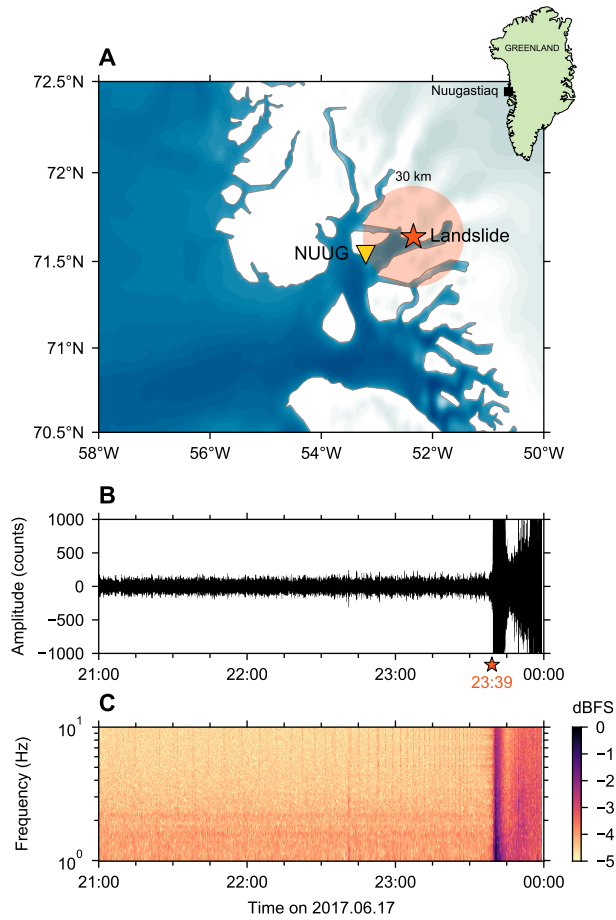 A
GREENLAND
Nuugastiaq
72.5°N
72°N
71.5°N
71°N
70.5°N
30 km
Landslide
NUUG
58°W 56°W 54°W 52°W 50°W
B
Amplitude (counts)
1000
500
0
−500
−1000
21:00 22:00 23:00 00:00
23:39
C
dBFS
Frequency (Hz)
10¹
10⁰
0
−1
−2
−3
−4
−5
21:00 22:00 23:00 00:00
Time on 2017.06.17